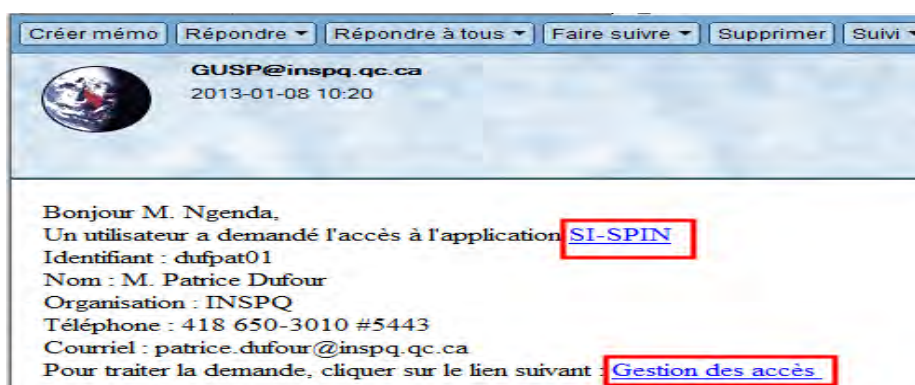 Créer mémo Répondre Répondre à tous Faire suivre Supprimer Suivi
GUSP@inspq.qc.ca
2013-01-08 10:20
Bonjour M. Ngenda,
Un utilisateur a demandé l'accès à l'application SI-SPIN
Identifiant : dufpat01
Nom : M. Patrice Dufour
Organisation : INSPQ
Téléphone : 418 650-3010 #5443
Courriel : patrice.dufour@inspq.qc.ca
Pour traiter la demande, cliquer sur le lien suivant : Gestion des accès